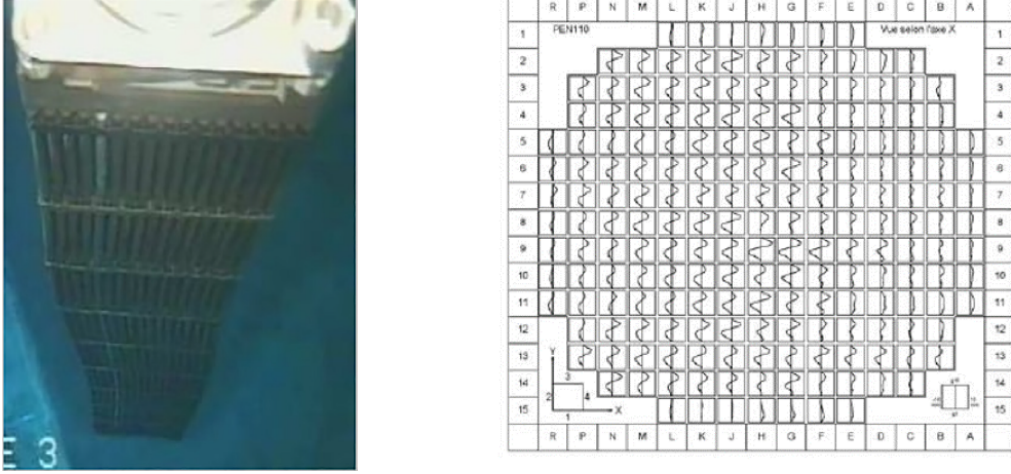 E 3
R P N M L K J H G F E D C B A
PEN110
Vue selon l'axe X
1 1
2 2
3 3
4 4
5 5
6 6
7 7
8 8
9 9
10 10
11 11
12 12
13 13
14 14
15 15
Y
3
2 4
1 X
R P N M L K J H G F E D C B A